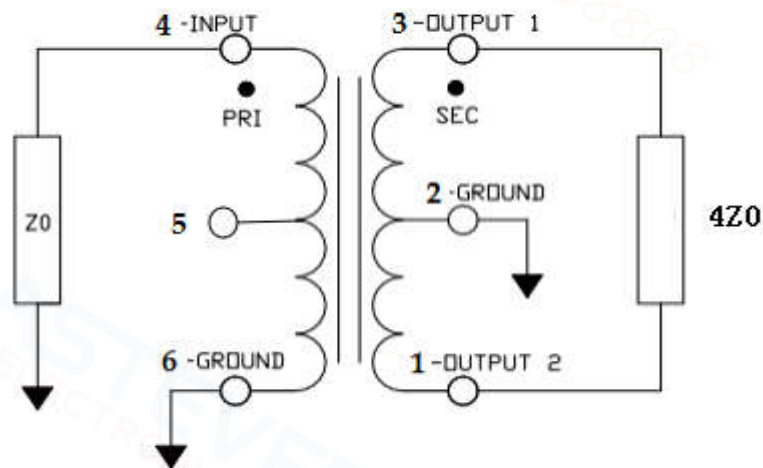 4 -INPUT
3 -OUTPUT 1
PRI
SEC
Z0
5
2 -GROUND
4Z0
6 -GROUND
1 -OUTPUT 2